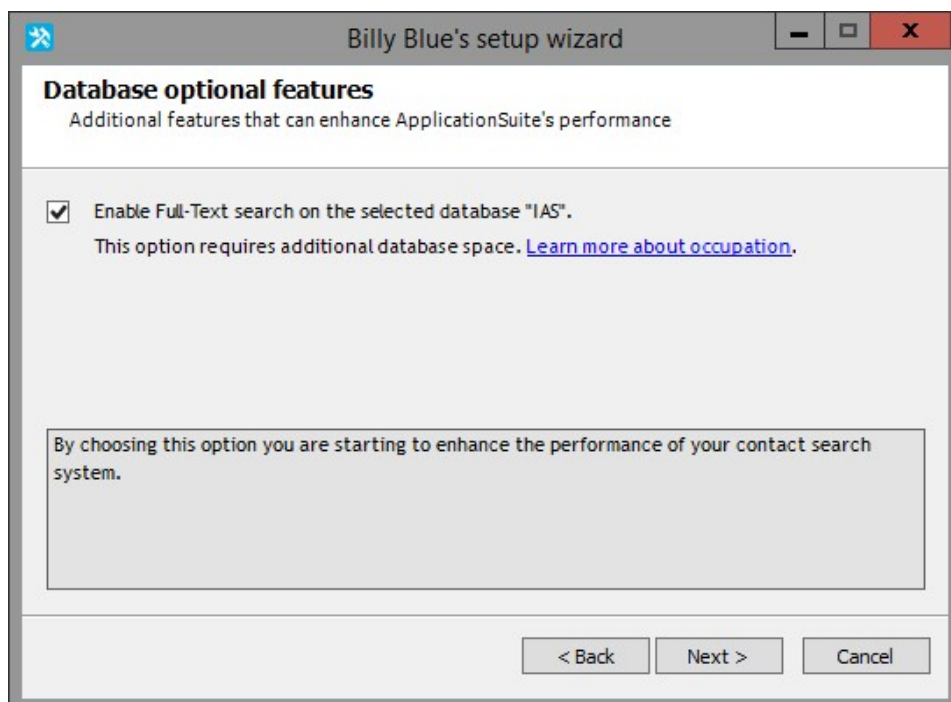 Billy Blue's setup wizard
Database optional features
Additional features that can enhance ApplicationSuite's performance
Enable Full-Text search on the selected database "IAS".
This option requires additional database space. Learn more about occupation.
By choosing this option you are starting to enhance the performance of your contact search
system.
< Back
Next >
Cancel